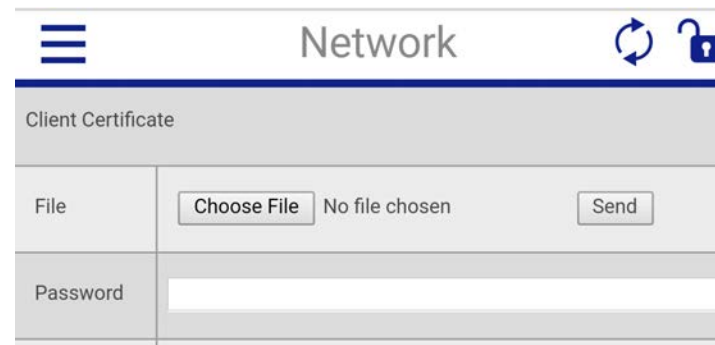 Network
Client Certificate
File Choose File No file chosen Send
Password